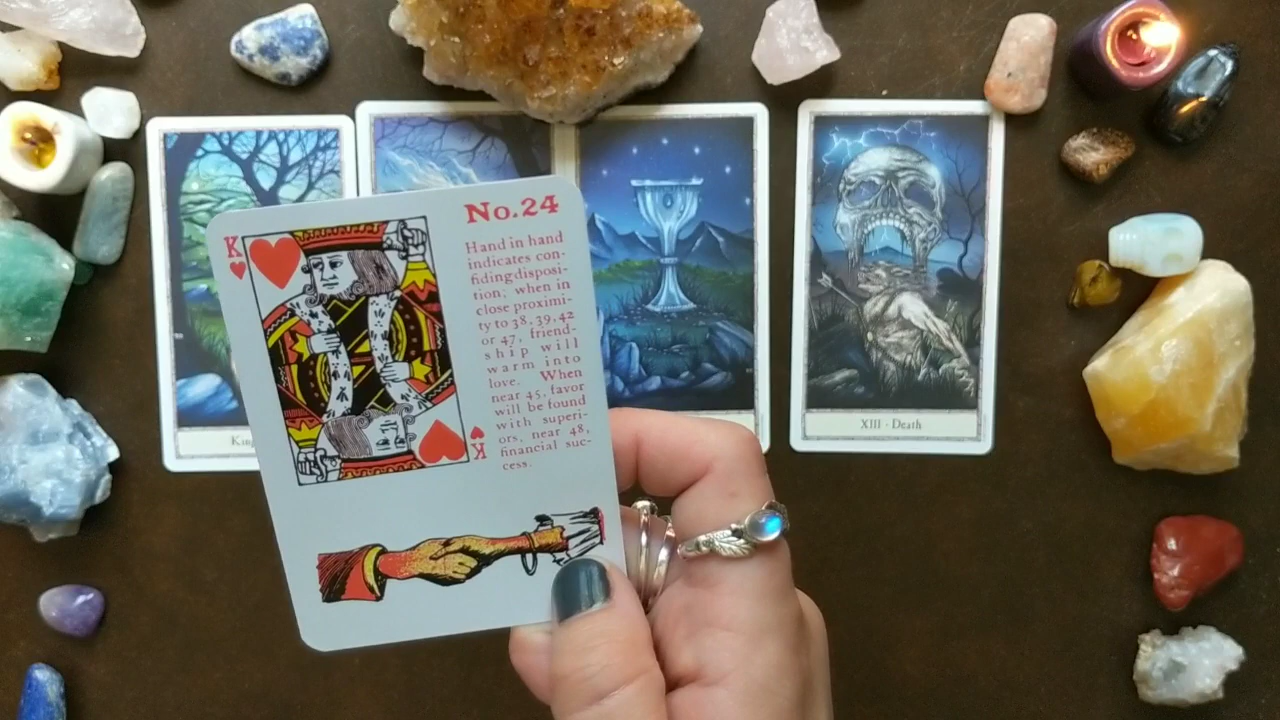 No.24
K
Hand in hand
indicates con-
fiding disposi-
tion; when in
close proximi-
ty to 38, 39, 42
or 47, friend-
ship will
warm into
love. When
near 45, favor
will be found
with superi-
ors, near 48,
financial suc-
cess.
K
King
XIII · Death